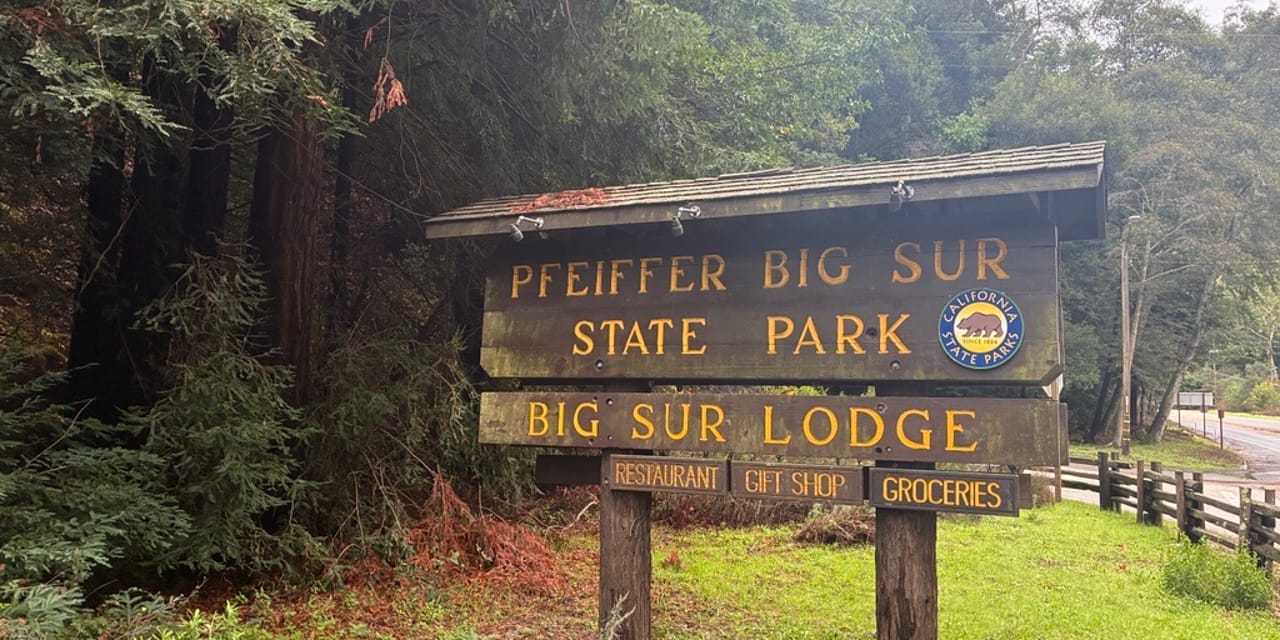 PFEIFFER BIG SUR
STATE PARK
CALIFORNIA
SINCE 1864
STATE PARKS
BIG SUR LODGE
RESTAURANT
GIFT SHOP
GROCERIES